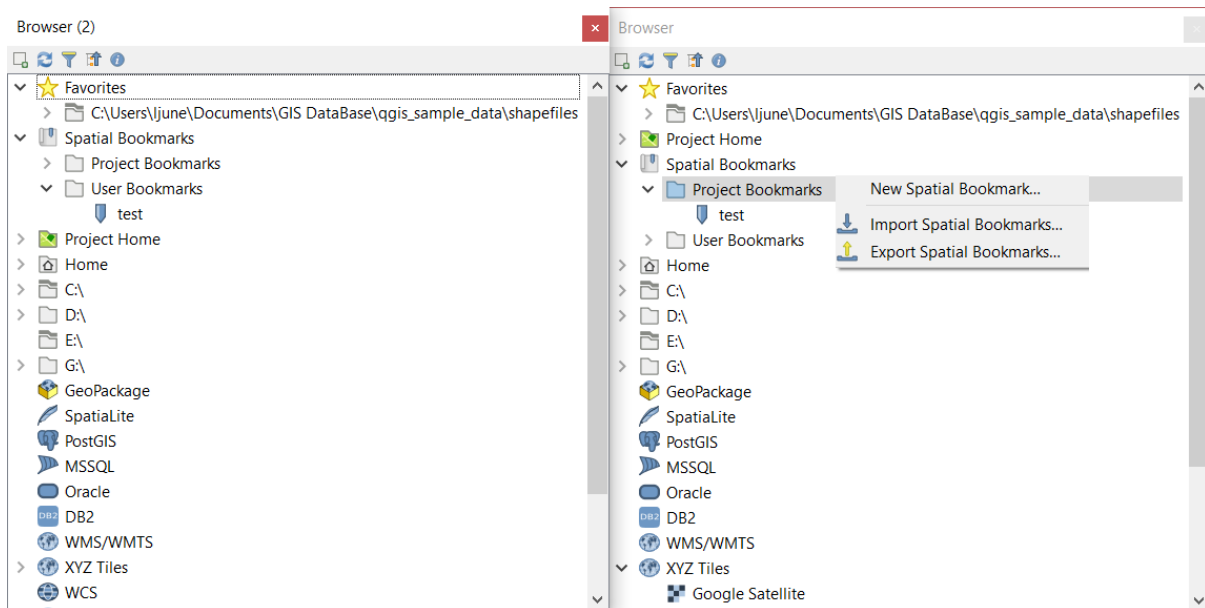 Browser (2)
Favorites
C:\Users\ljune\Documents\GIS DataBase\qgis_sample_data\shapefiles
Spatial Bookmarks
Project Bookmarks
User Bookmarks
test
Project Home
Home
C:\
D:\
E:\
G:\
GeoPackage
SpatiaLite
PostGIS
MSSQL
Oracle
DB2 DB2
WMS/WMTS
XYZ Tiles
WCS
Browser
Favorites
C:\Users\ljune\Documents\GIS DataBase\qgis_sample_data\shapefiles
Project Home
Spatial Bookmarks
Project Bookmarks
test
User Bookmarks
New Spatial Bookmark...
Import Spatial Bookmarks...
Export Spatial Bookmarks...
Home
C:\
D:\
E:\
G:\
GeoPackage
SpatiaLite
PostGIS
MSSQL
Oracle
DB2 DB2
WMS/WMTS
XYZ Tiles
Google Satellite